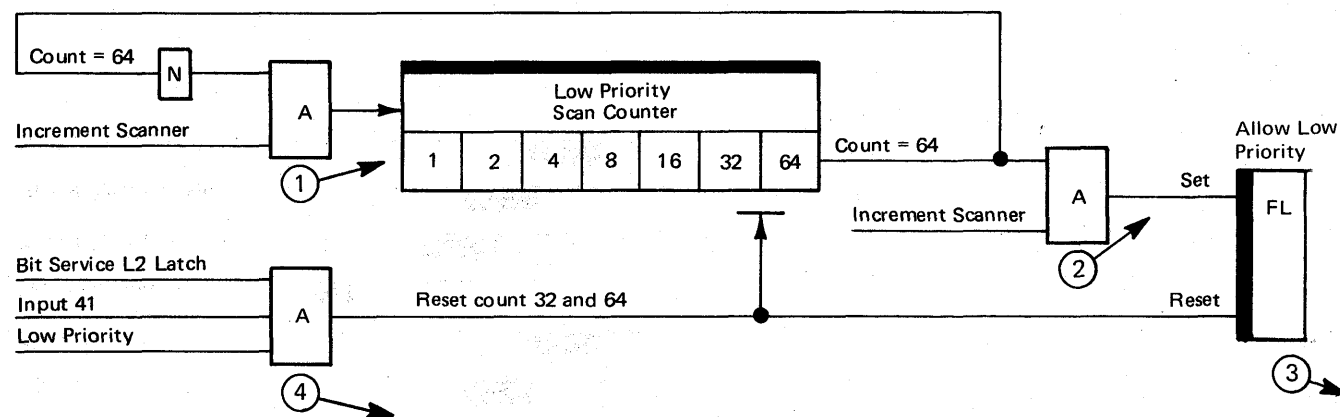 Count = 64
N
A
Increment Scanner
1
Low Priority
Scan Counter
1 2 4 8 16 32 64
Count = 64
A
Increment Scanner
2
Set
Allow Low
Priority
FL
Bit Service L2 Latch
Input 41
Low Priority
A
Reset count 32 and 64
Reset
4
3